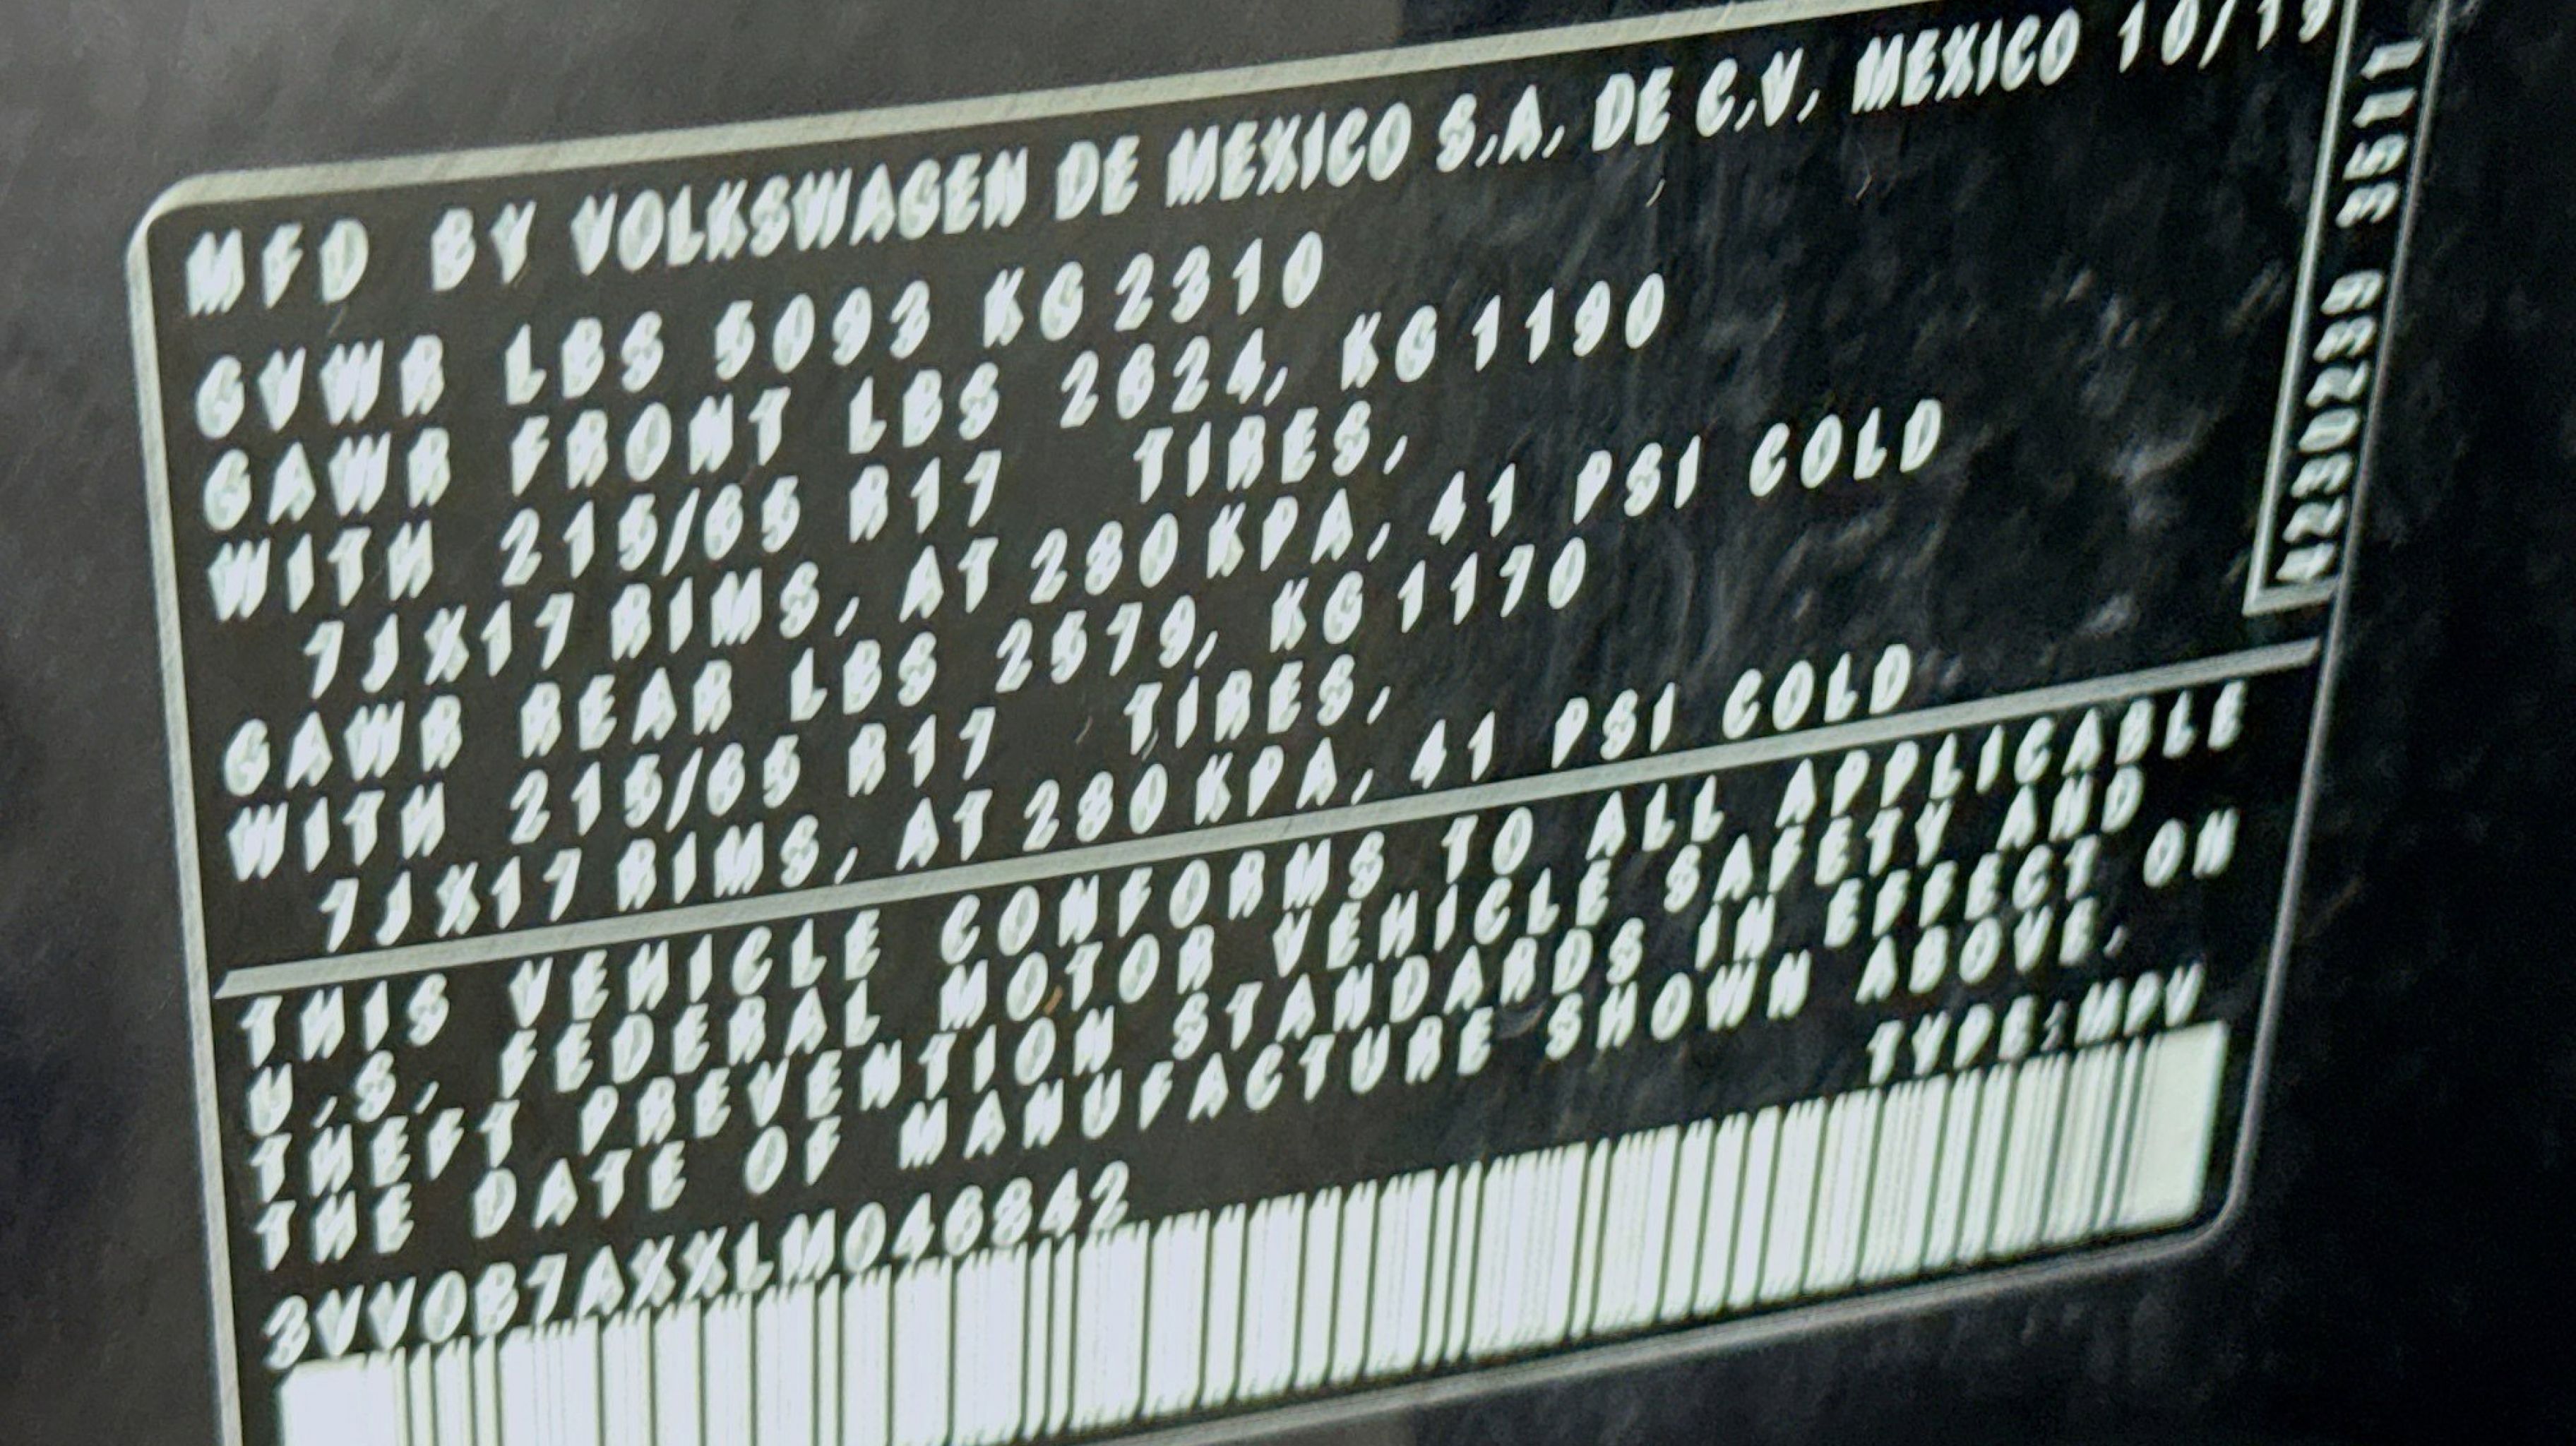 MFD BY VOLKSWAGEN DE MEXICO S.A. DE C.V. MEXICO 10/19
GVWR LBS 5093 KG 2310
GAWR FRONT LBS 2624, KG 1190
WITH 215/65 R17 TIRES,
7JX17 RIMS, AT 280 KPA, 41 PSI COLD
GAWR REAR LBS 2579, KG 1170
WITH 215/65 R17 TIRES,
7JX17 RIMS, AT 280 KPA, 41 PSI COLD
THIS VEHICLE CONFORMS TO ALL APPLICABLE
U.S. FEDERAL MOTOR VEHICLE SAFETY AND
THEFT PREVENTION STANDARDS IN EFFECT ON
THE DATE OF MANUFACTURE SHOWN ABOVE.
TYPE:MPV
3VV0B7AXXLM046842